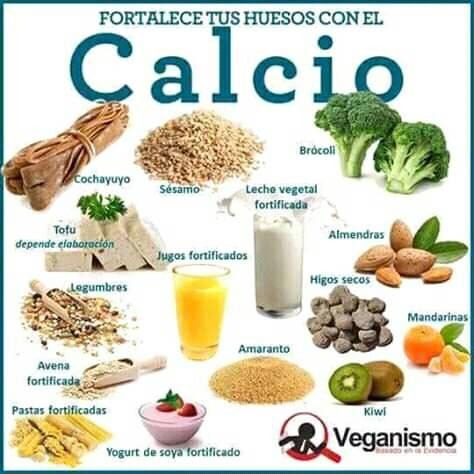 FORTALECE TUS HUESOS CON EL
Calcio
Cochayuyo
Sésamo
Brócoli
Leche vegetal
fortificada
Tofu
depende elaboración
Jugos fortificados
Almendras
Legumbres
Higos secos
Mandarinas
Avena
fortificada
Amaranto
Pastas fortificadas
Yogurt de soya fortificado
Kiwi
Veganismo
Basado en la Evidencia